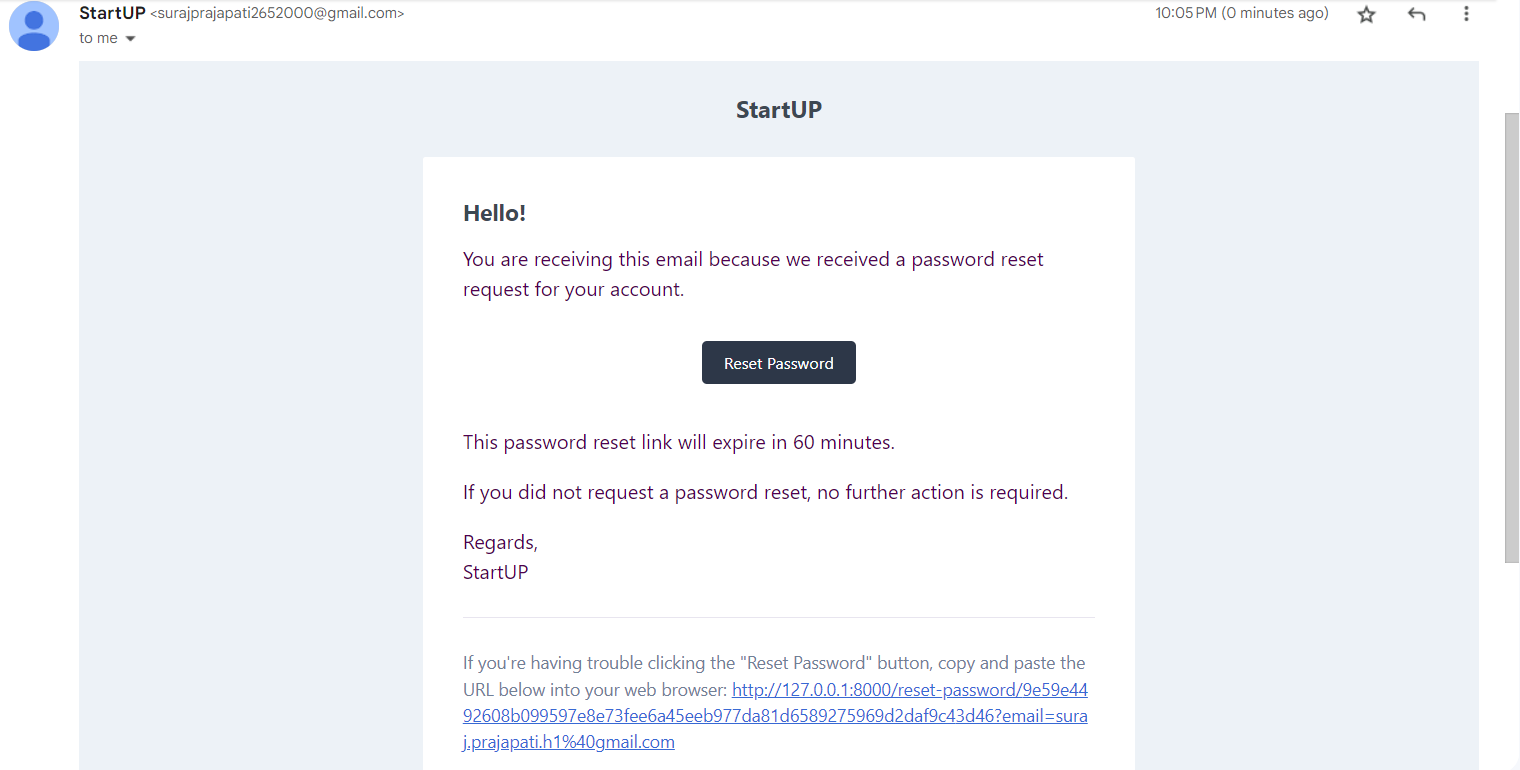 StartUP <surajprajapati2652000@gmail.com>
10:05 PM (0 minutes ago)
to me
StartUP
Hello!
You are receiving this email because we received a password reset
request for your account.
Reset Password
This password reset link will expire in 60 minutes.
If you did not request a password reset, no further action is required.
Regards,
StartUP
If you're having trouble clicking the "Reset Password" button, copy and paste the
URL below into your web browser: http://127.0.0.1:8000/reset-password/9e59e44
92608b099597e8e73fee6a45eeb977da81d6589275969d2daf9c43d46?email=sura
j.prajapati.h1%40gmail.com